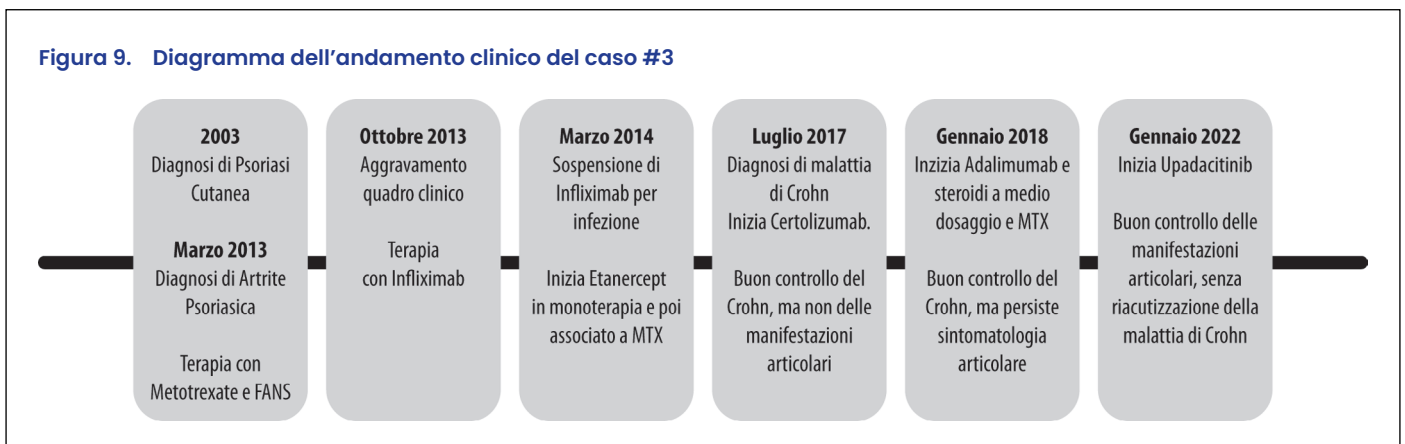 Figura 9. Diagramma dell'andamento clinico del caso #3
2003
Diagnosi di Psoriasi
Cutanea
Marzo 2013
Diagnosi di Artrite
Psoriasica
Terapia con
Metotrexate e FANS
Ottobre 2013
Aggravamento
quadro clinico
Terapia
con Infliximab
Marzo 2014
Sospensione di
Infliximab per
infezione
Inizia Etanercept
in monoterapia e poi
associato a MTX
Luglio 2017
Diagnosi di malattia
di Crohn
Inizia Certolizumab.
Buon controllo del
Crohn, ma non delle
manifestazioni
articolari
Gennaio 2018
Inzizia Adalimumab e
steroidi a medio
dosaggio e MTX
Buon controllo del
Crohn, ma persiste
sintomatologia
articolare
Gennaio 2022
Inizia Upadacitinib
Buon controllo delle
manifestazioni
articolari, senza
riacutizzazione della
malattia di Crohn